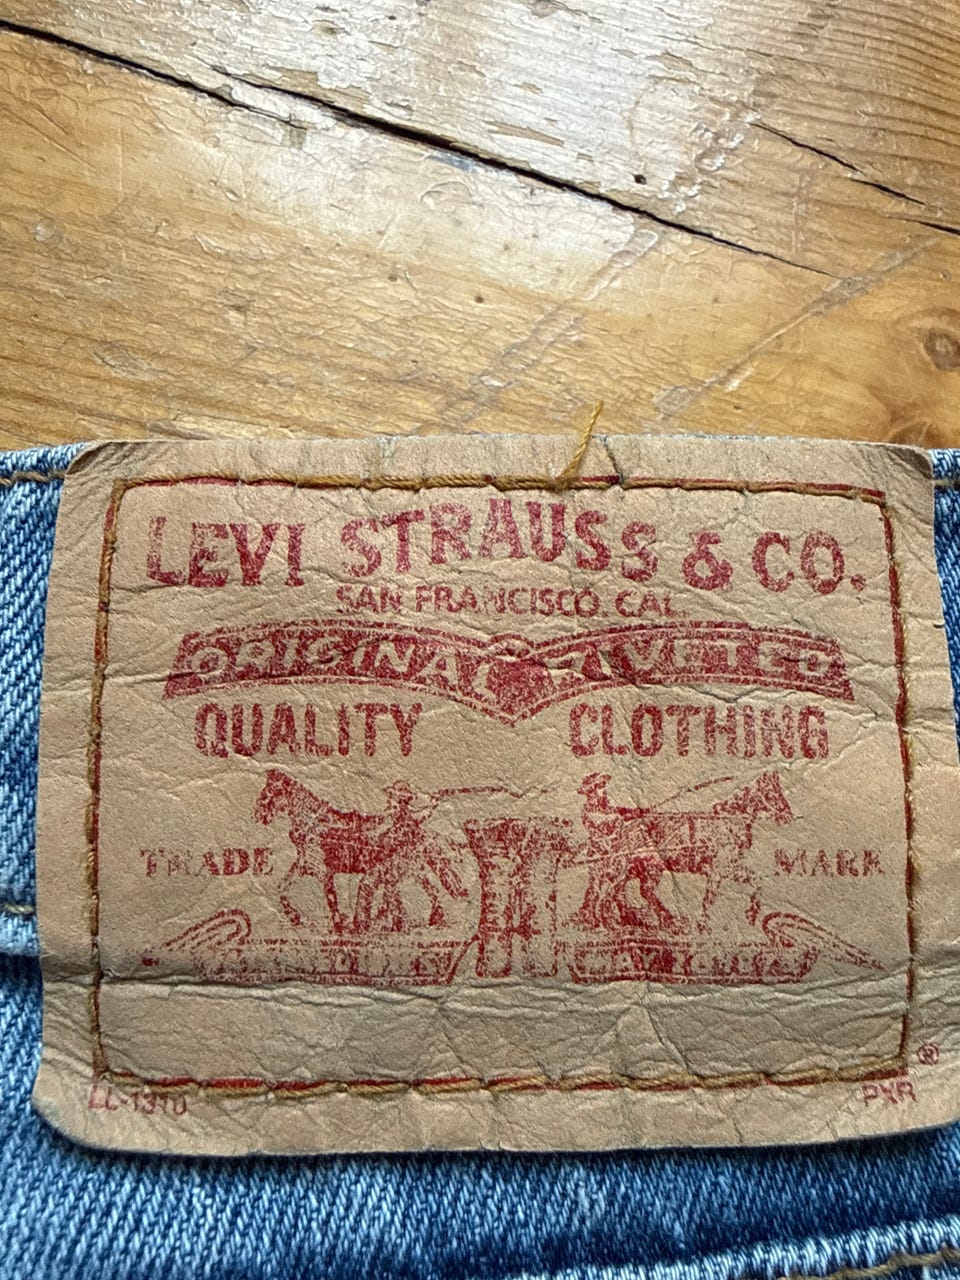 LEVI STRAUSS & CO.
SAN FRANCISCO, CAL.
ORIGINAL RIVETED
QUALITY CLOTHING
TRADE MARK
®
LL-1310 PXR